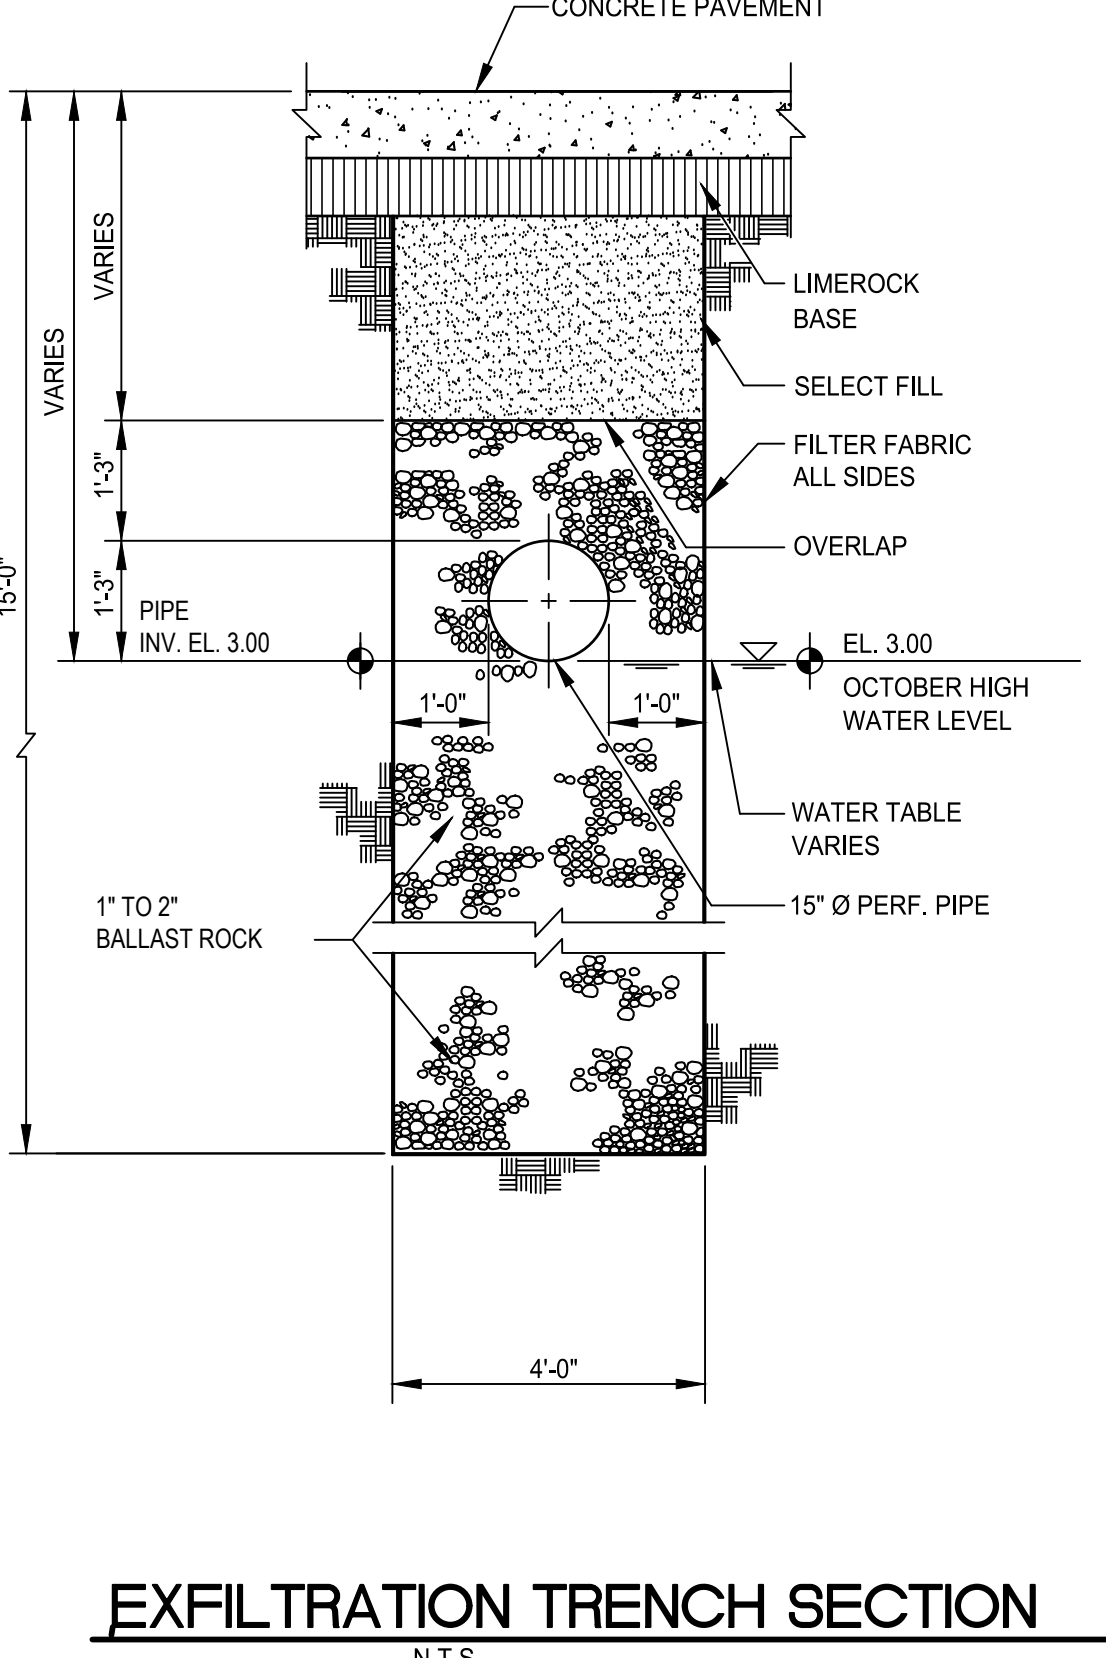 CONCRETE PAVEMENT
VARIES
VARIES
LIMEROCK
BASE
SELECT FILL
FILTER FABRIC
ALL SIDES
1'-3"
OVERLAP
1'-3"
15'-0"
PIPE
INV. EL. 3.00
EL. 3.00
OCTOBER HIGH
WATER LEVEL
1'-0"
1'-0"
WATER TABLE
VARIES
15" Ø PERF. PIPE
1" TO 2"
BALLAST ROCK
4'-0"
EXFILTRATION TRENCH SECTION
N.T.S.